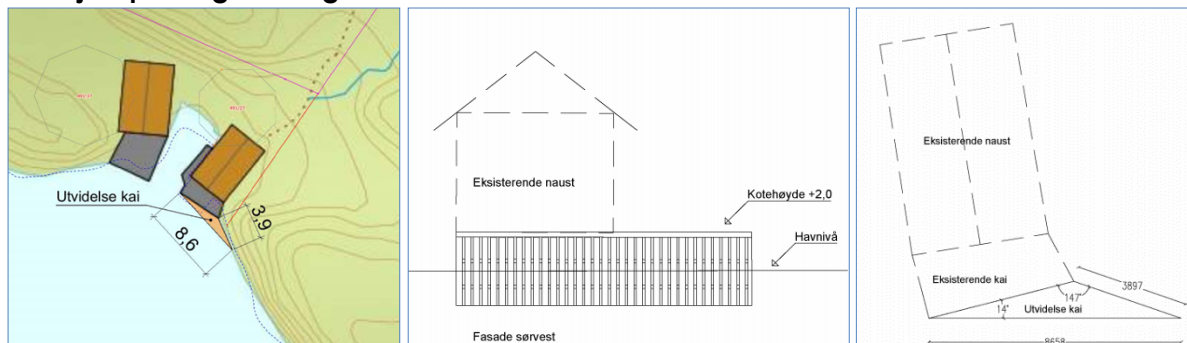 Utvidelse kai
3,9
8,6
Eksisterende naust
Kotehøyde +2,0
Havnivå
Fasade sørvest
Eksisterende naust
Eksisterende kai
3897
147°
14°
Utvidelse kai
8658